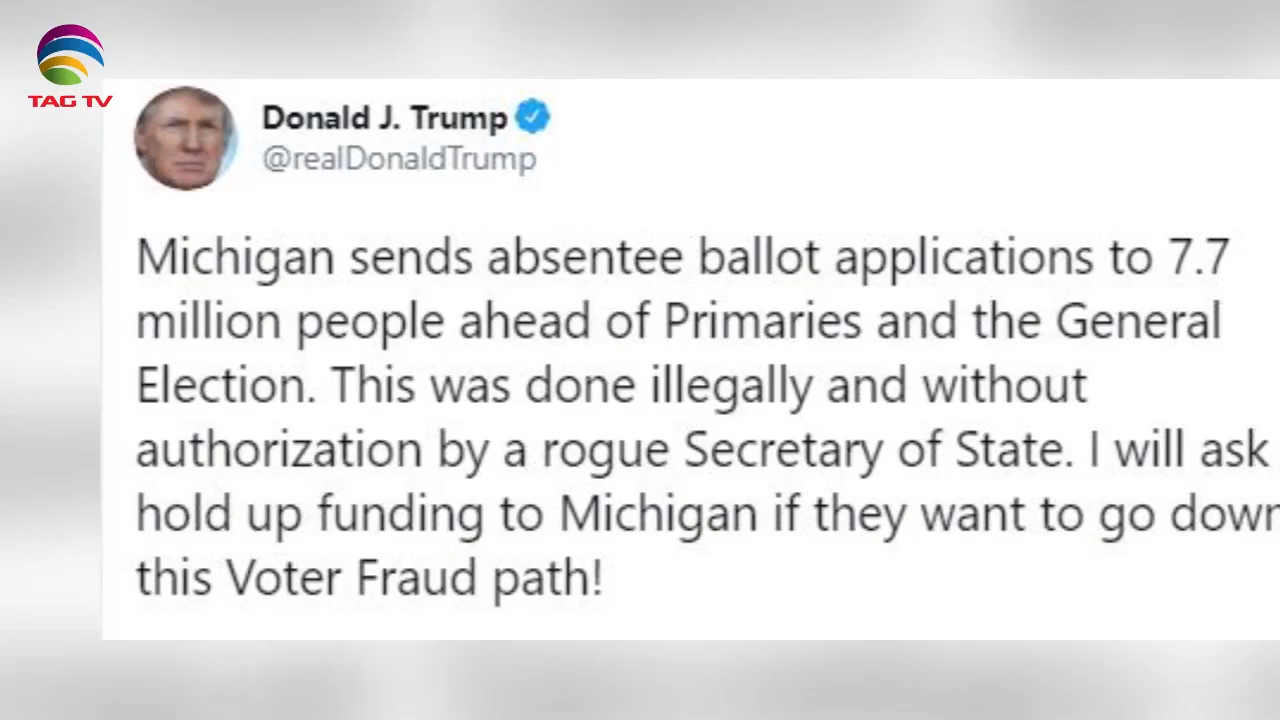 TAG TV
Donald J. Trump
@realDonaldTrump
Michigan sends absentee ballot applications to 7.7
million people ahead of Primaries and the General
Election. This was done illegally and without
authorization by a rogue Secretary of State. I will ask
hold up funding to Michigan if they want to go down
this Voter Fraud path!